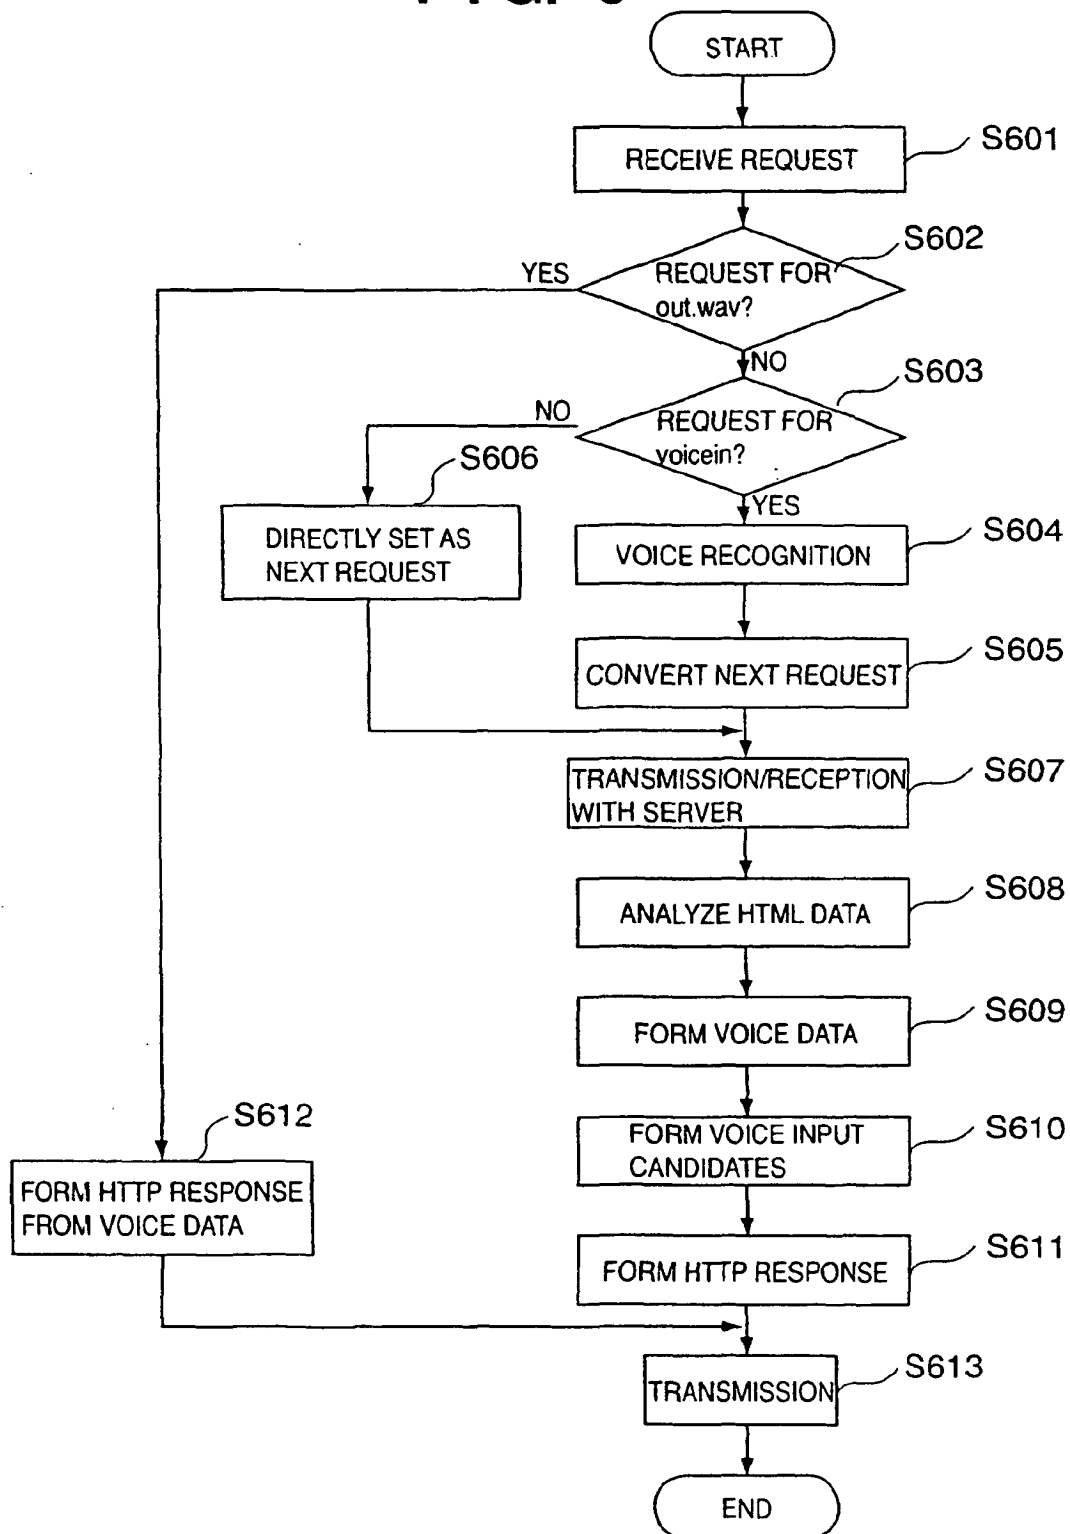 START
RECEIVE REQUEST
S601
S602
YES
REQUEST FOR
out.wav?
NO
S603
NO
REQUEST FOR
voicein?
S606
YES
DIRECTLY SET AS
NEXT REQUEST
S604
VOICE RECOGNITION
S605
CONVERT NEXT REQUEST
S607
TRANSMISSION/RECEPTION
WITH SERVER
S608
ANALYZE HTML DATA
S609
FORM VOICE DATA
S612
S610
FORM VOICE INPUT
CANDIDATES
FORM HTTP RESPONSE
FROM VOICE DATA
S611
FORM HTTP RESPONSE
S613
TRANSMISSION
END